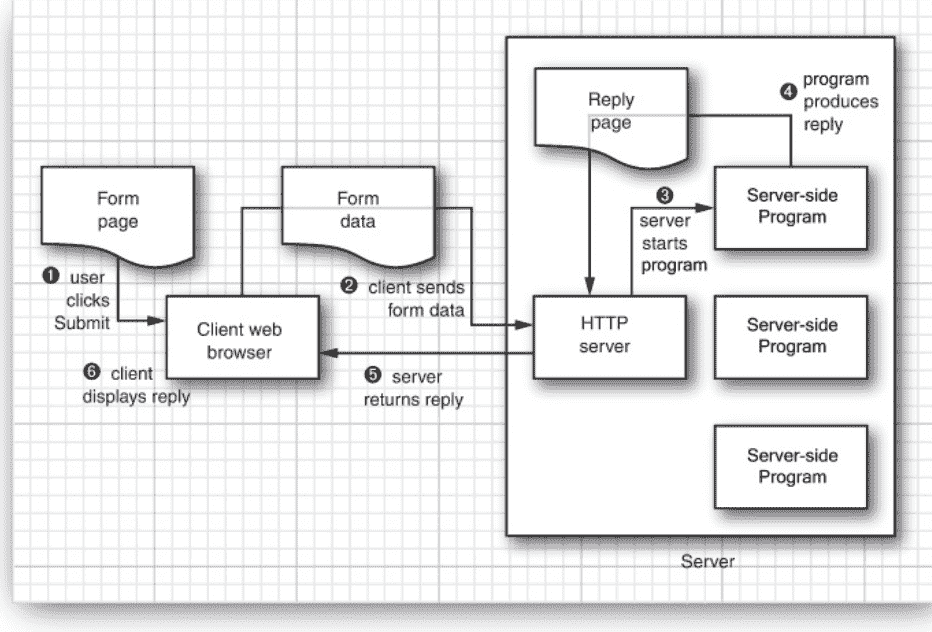 Form
page
❶ user
clicks
Submit
Form
data
❷ client sends
form data
Client web
browser
❻ client
displays reply
❺ server
returns reply
Reply
page
❹ program
produces
reply
❸
server
starts
program
Server-side
Program
HTTP
server
Server-side
Program
Server-side
Program
Server